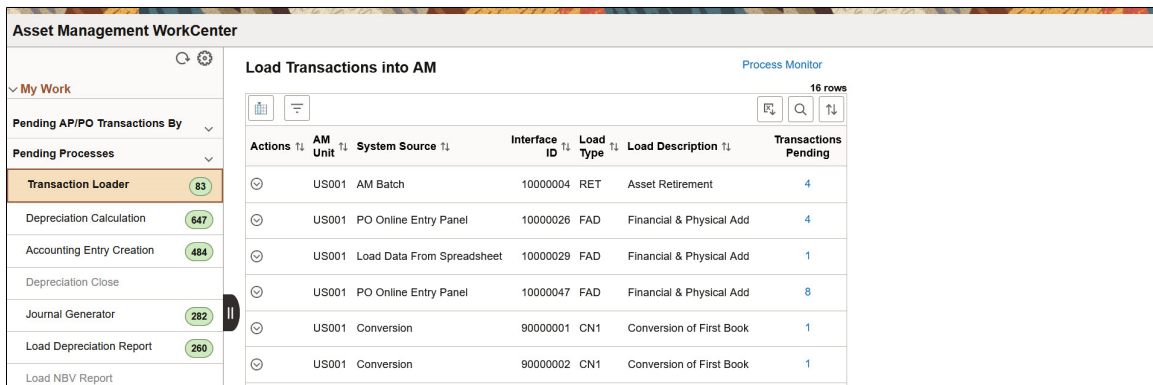 Asset Management WorkCenter
My Work
Pending AP/PO Transactions By
Pending Processes
Transaction Loader 83
Depreciation Calculation 647
Accounting Entry Creation 484
Depreciation Close
Journal Generator 282
Load Depreciation Report 260
Load NBV Report
Load Transactions into AM
Process Monitor
16 rows
Actions AM Unit System Source Interface ID Load Type Load Description Transactions Pending
US001 AM Batch 10000004 RET Asset Retirement 4
US001 PO Online Entry Panel 10000026 FAD Financial & Physical Add 4
US001 Load Data From Spreadsheet 10000029 FAD Financial & Physical Add 1
US001 PO Online Entry Panel 10000047 FAD Financial & Physical Add 8
US001 Conversion 90000001 CN1 Conversion of First Book 1
US001 Conversion 90000002 CN1 Conversion of First Book 1